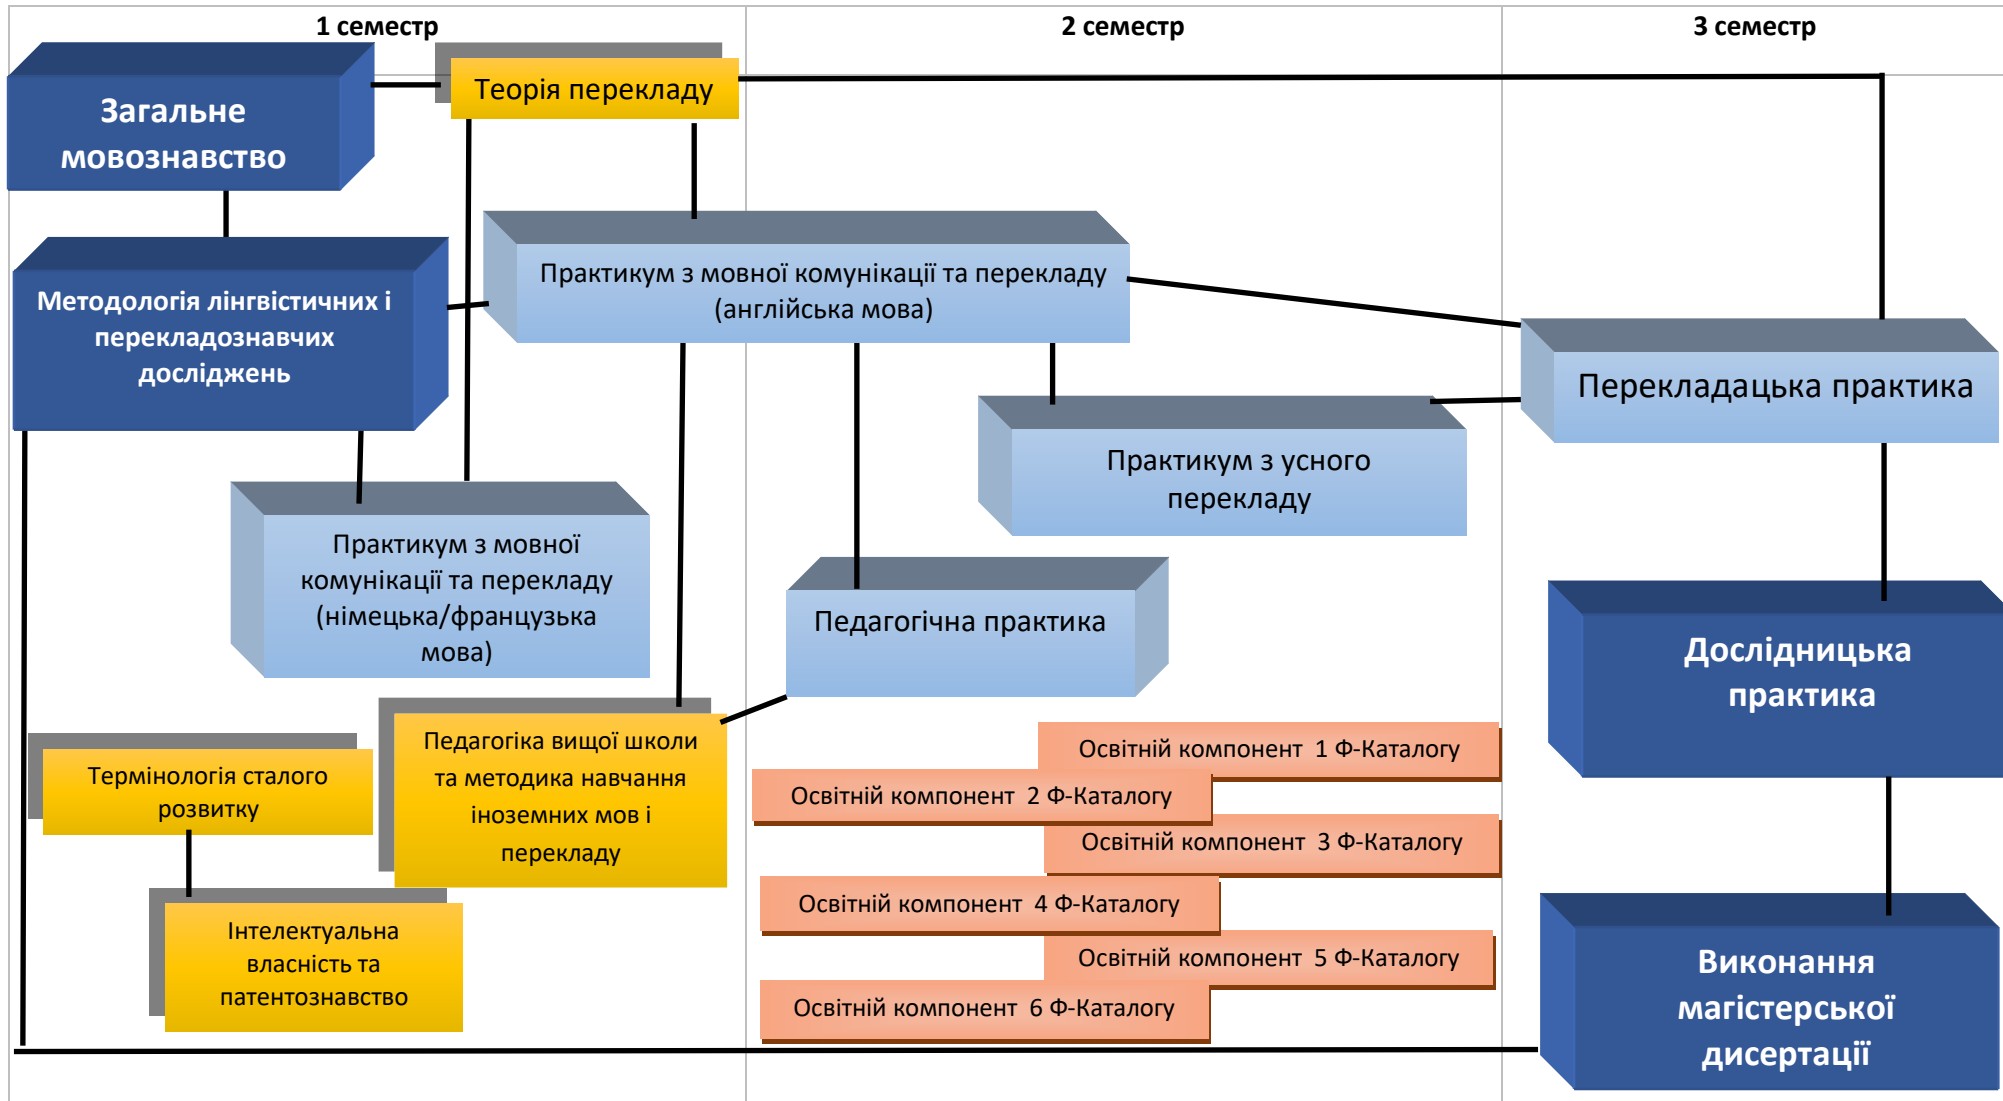 1 семестр
2 семестр
3 семестр
Теорія перекладу
Загальне
мовознавство
Практикум з мовної комунікації та перекладу
(англійська мова)
Методологія лінгвістичних і
перекладознавчих
досліджень
Перекладацька практика
Практикум з усного
перекладу
Практикум з мовної
комунікації та перекладу
(німецька/французька
мова)
Педагогічна практика
Дослідницька
практика
Педагогіка вищої школи
та методика навчання
іноземних мов і
перекладу
Термінологія сталого
розвитку
Освітній компонент 1 Ф-Каталогу
Освітній компонент 2 Ф-Каталогу
Освітній компонент 3 Ф-Каталогу
Освітній компонент 4 Ф-Каталогу
Освітній компонент 5 Ф-Каталогу
Освітній компонент 6 Ф-Каталогу
Інтелектуальна
власність та
патентознавство
Виконання
магістерської
дисертації